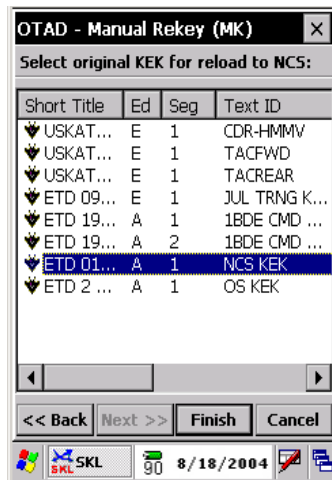 OTAD - Manual Rekey (MK)
Select original KEK for reload to NCS:
Short Title Ed Seg Text ID
USKAT... E 1 CDR-HMMV
USKAT... E 1 TACFWD
USKAT... E 1 TACREAR
ETD 09... E 1 JUL TRNG K...
ETD 19... A 1 1BDE CMD ...
ETD 19... A 2 1BDE CMD ...
ETD 01... A 1 NCS KEK
ETD 2 ... A 1 OS KEK
<< Back Next >> Finish Cancel
SKL SKL 90 8/18/2004